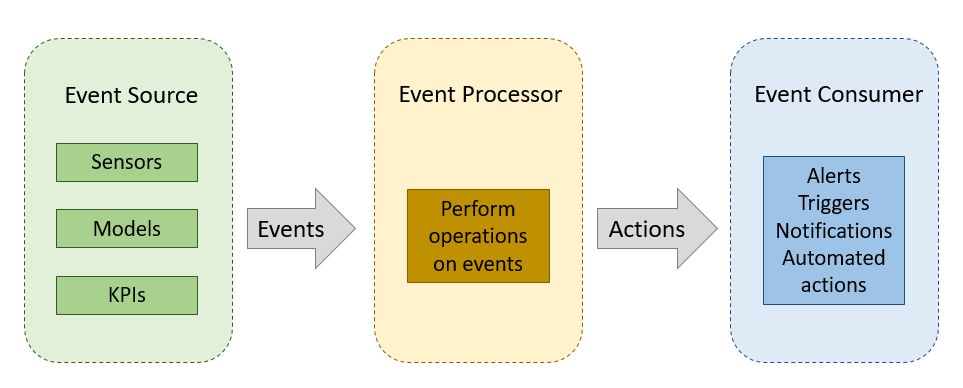 Event Source
Sensors
Models
KPIs
Events
Event Processor
Perform
operations
on events
Actions
Event Consumer
Alerts
Triggers
Notifications
Automated
actions